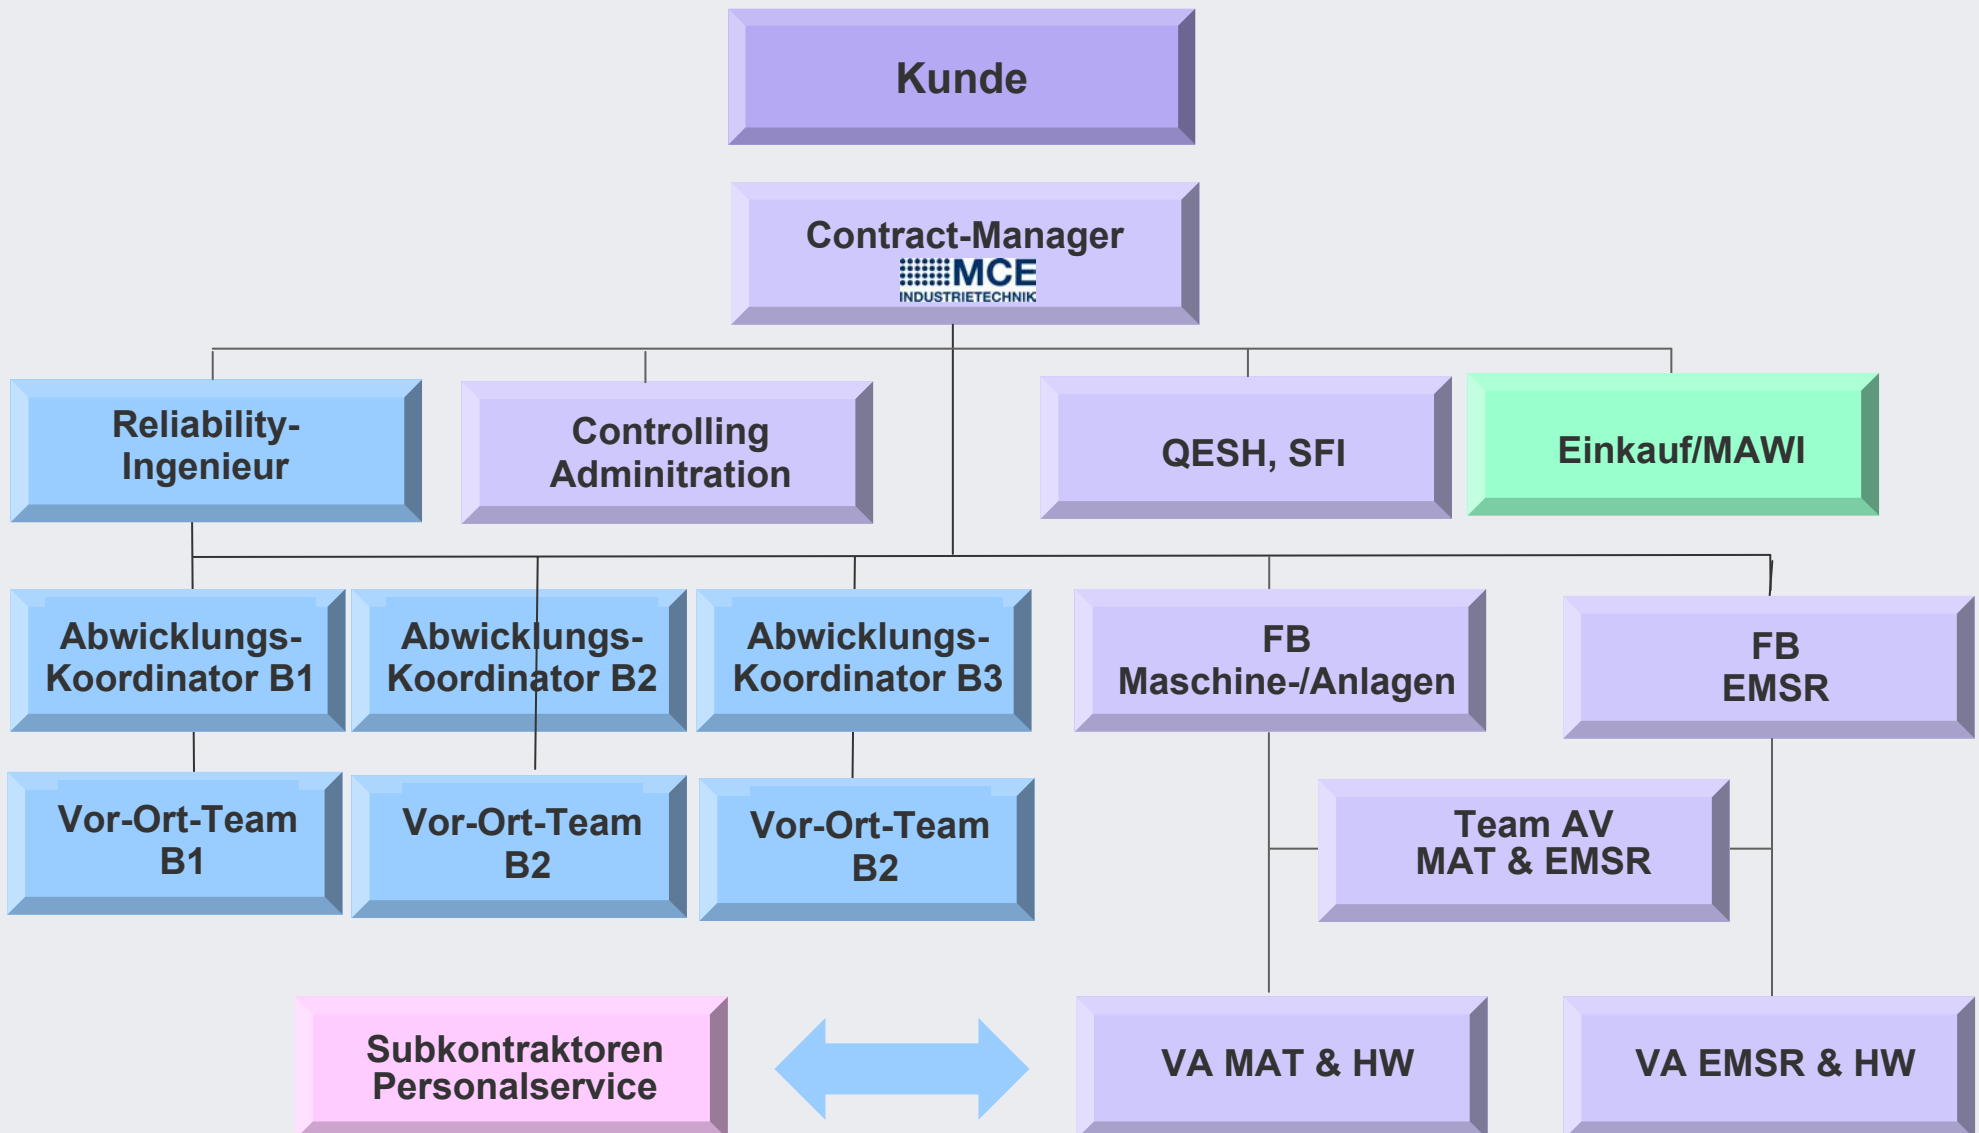 Kunde
Contract-Manager
MCE
INDUSTRIETECHNIK
Reliability-
Ingenieur
Controlling
Adminitration
QESH, SFI
Einkauf/MAWI
Abwicklungs-
Koordinator B1
Abwicklungs-
Koordinator B2
Abwicklungs-
Koordinator B3
FB
Maschine-/Anlagen
FB
EMSR
Vor-Ort-Team
B1
Vor-Ort-Team
B2
Vor-Ort-Team
B2
Team AV
MAT & EMSR
Subkontraktoren
Personalservice
VA MAT & HW
VA EMSR & HW